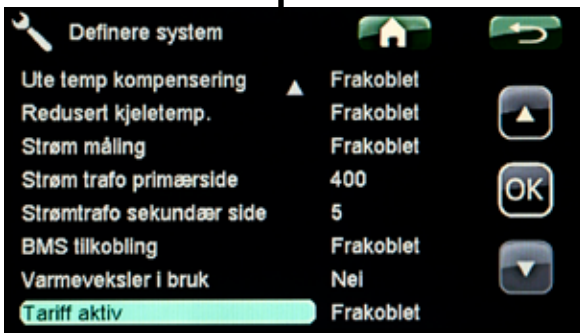 Definere system
Ute temp kompensering Frakoblet
Redusert kjeletemp. Frakoblet
Strøm måling Frakoblet
Strøm trafo primærside 400
Strømtrafo sekundær side 5
OK
BMS tilkobling Frakoblet
Varmeveksler i bruk Nei
Tariff aktiv Frakoblet